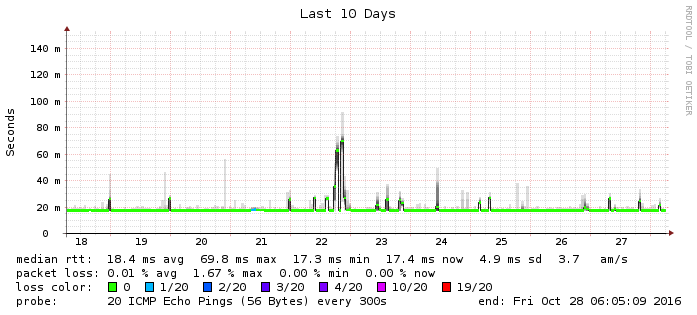 Last 10 Days
RRDTOOL / TOBI OETIKER
Seconds
140 m
120 m
100 m
80 m
60 m
40 m
20 m
0
18 19 20 21 22 23 24 25 26 27
median rtt: 18.4 ms avg 69.8 ms max 17.3 ms min 17.4 ms now 4.9 ms sd 3.7 am/s
packet loss: 0.01 % avg 1.67 % max 0.00 % min 0.00 % now
loss color: 0 1/20 2/20 3/20 4/20 10/20 19/20
probe: 20 ICMP Echo Pings (56 Bytes) every 300s end: Fri Oct 28 06:05:09 2016